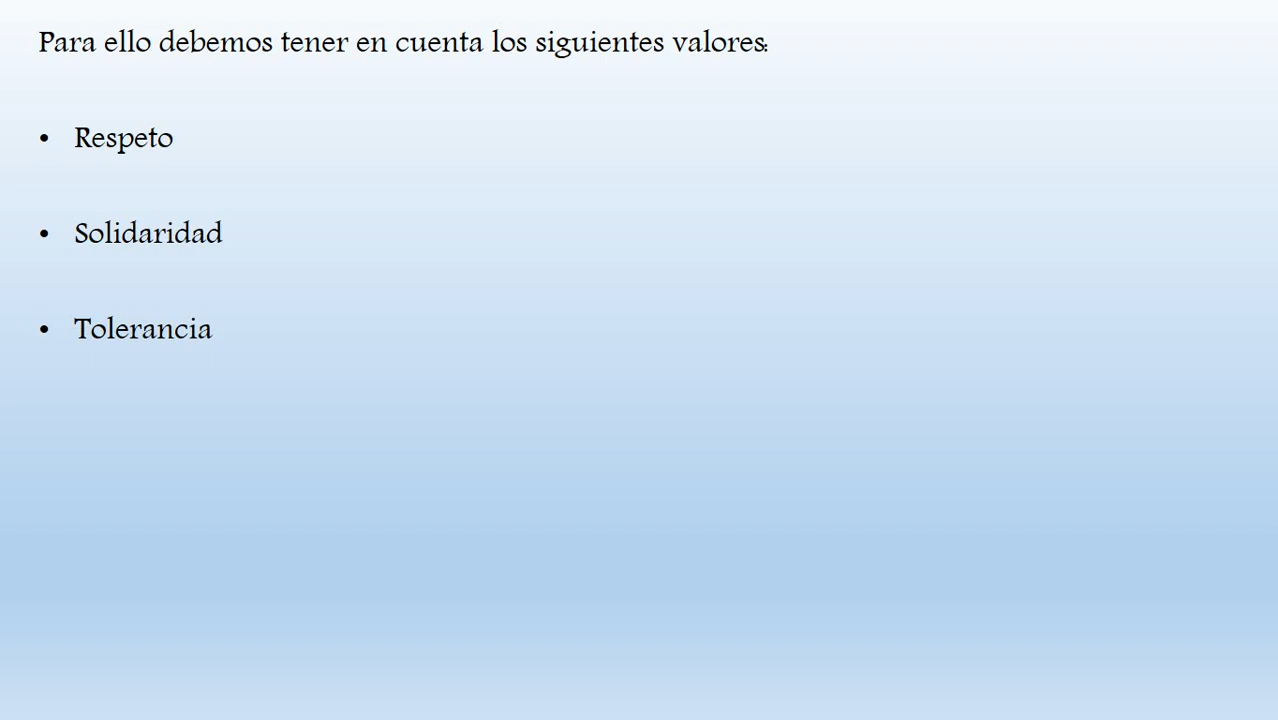 Para ello debemos tener en cuenta los siguientes valores:
• Respeto
• Solidaridad
• Tolerancia